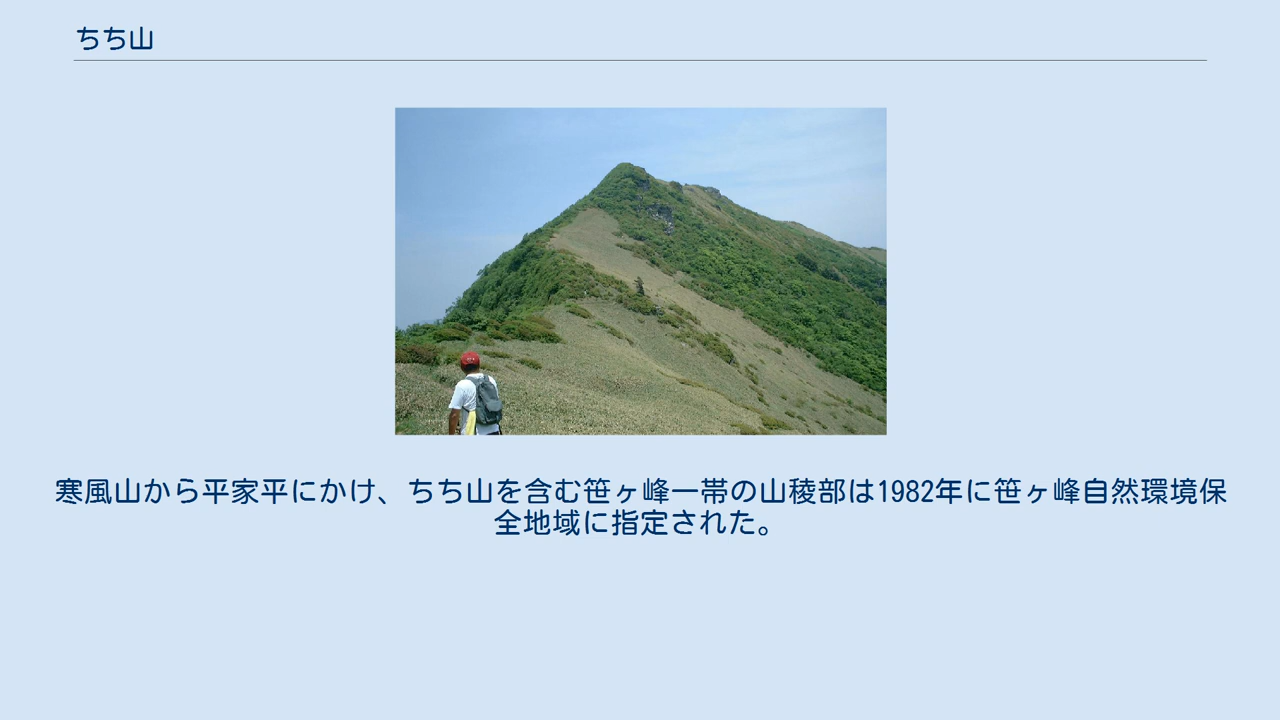 ちち山
寒風山から平家平にかけ、ちち山を含む笹ヶ峰一帯の山稜部は1982年に笹ヶ峰自然環境保
全地域に指定された。